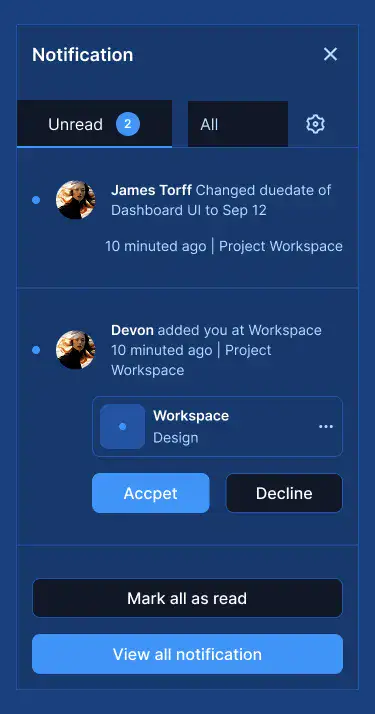 Notification
Unread 2 All
James Torff Changed duedate of
Dashboard UI to Sep 12
10 minuted ago | Project Workspace
Devon added you at Workspace
10 minuted ago | Project
Workspace
Workspace
Design
Accpet Decline
Mark all as read
View all notification